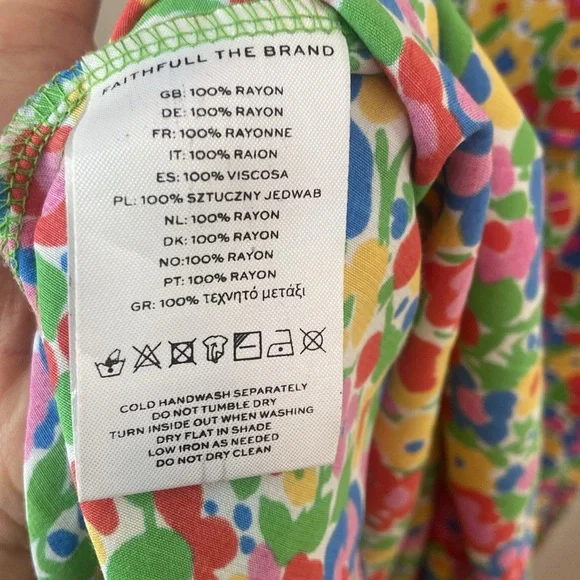 FAITHFULL THE BRAND
GB: 100% RAYON
DE: 100% RAYON
FR: 100% RAYONNE
IT: 100% RAION
ES: 100% VISCOSA
PL: 100% SZTUCZNY JEDWAB
NL: 100% RAYON
DK: 100% RAYON
NO:100% RAYON
PT: 100% RAYON
GR: 100% τεχνητό μετάξι
COLD HANDWASH SEPARATELY
DO NOT TUMBLE DRY
TURN INSIDE OUT WHEN WASHING
DRY FLAT IN SHADE
LOW IRON AS NEEDED
DO NOT DRY CLEAN